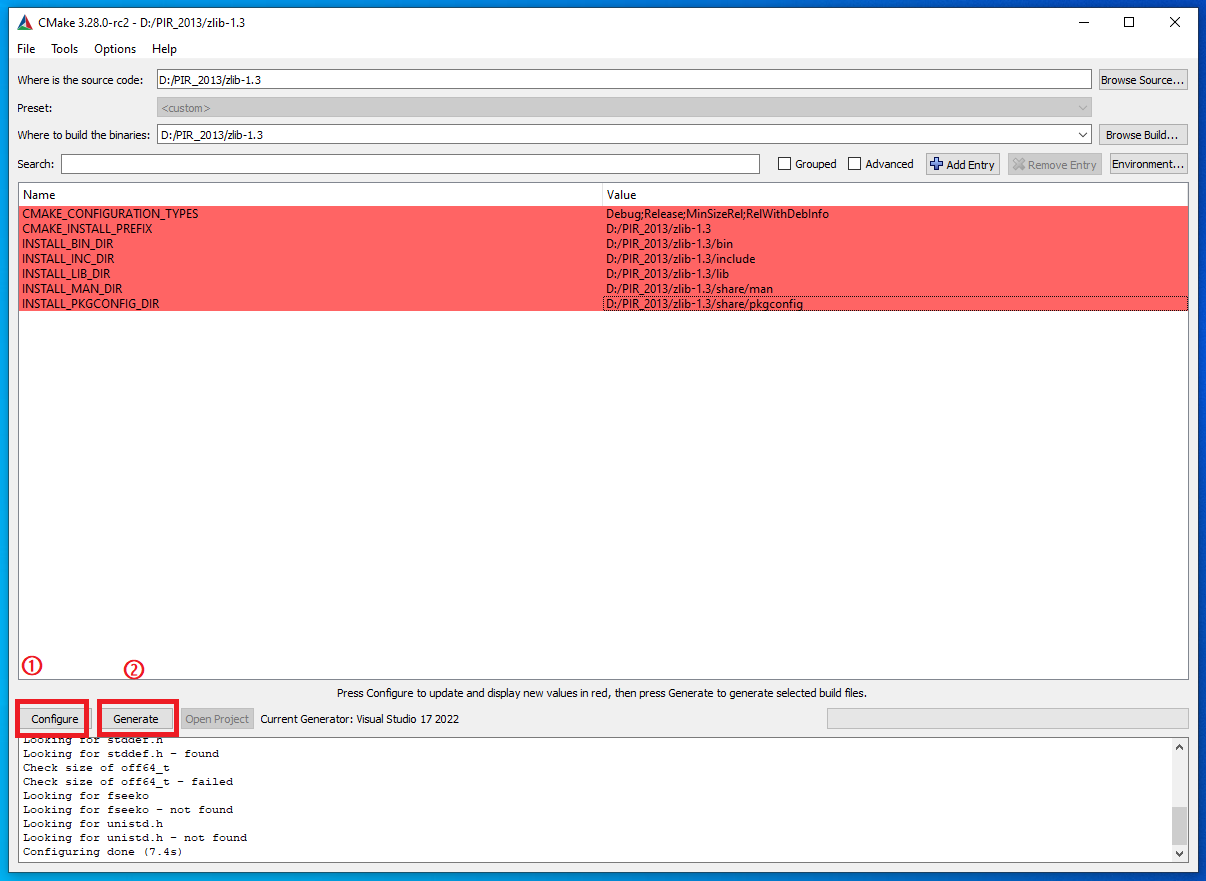 CMake 3.28.0-rc2 - D:/PIR_2013/zlib-1.3
File Tools Options Help
Where is the source code: D:/PIR_2013/zlib-1.3 Browse Source...
Preset: <custom>
Where to build the binaries: D:/PIR_2013/zlib-1.3 Browse Build...
Search: Grouped Advanced Add Entry Remove Entry Environment...
Name Value
CMAKE_CONFIGURATION_TYPES Debug;Release;MinSizeRel;RelWithDebInfo
CMAKE_INSTALL_PREFIX D:/PIR_2013/zlib-1.3
INSTALL_BIN_DIR D:/PIR_2013/zlib-1.3/bin
INSTALL_INC_DIR D:/PIR_2013/zlib-1.3/include
INSTALL_LIB_DIR D:/PIR_2013/zlib-1.3/lib
INSTALL_MAN_DIR D:/PIR_2013/zlib-1.3/share/man
INSTALL_PKGCONFIG_DIR D:/PIR_2013/zlib-1.3/share/pkgconfig
① ②
Press Configure to update and display new values in red, then press Generate to generate selected build files.
Configure Generate Open Project Current Generator: Visual Studio 17 2022
Looking for stddef.h
Looking for stddef.h - found
Check size of off64_t
Check size of off64_t - failed
Looking for fseeko
Looking for fseeko - not found
Looking for unistd.h
Looking for unistd.h - not found
Configuring done (7.4s)